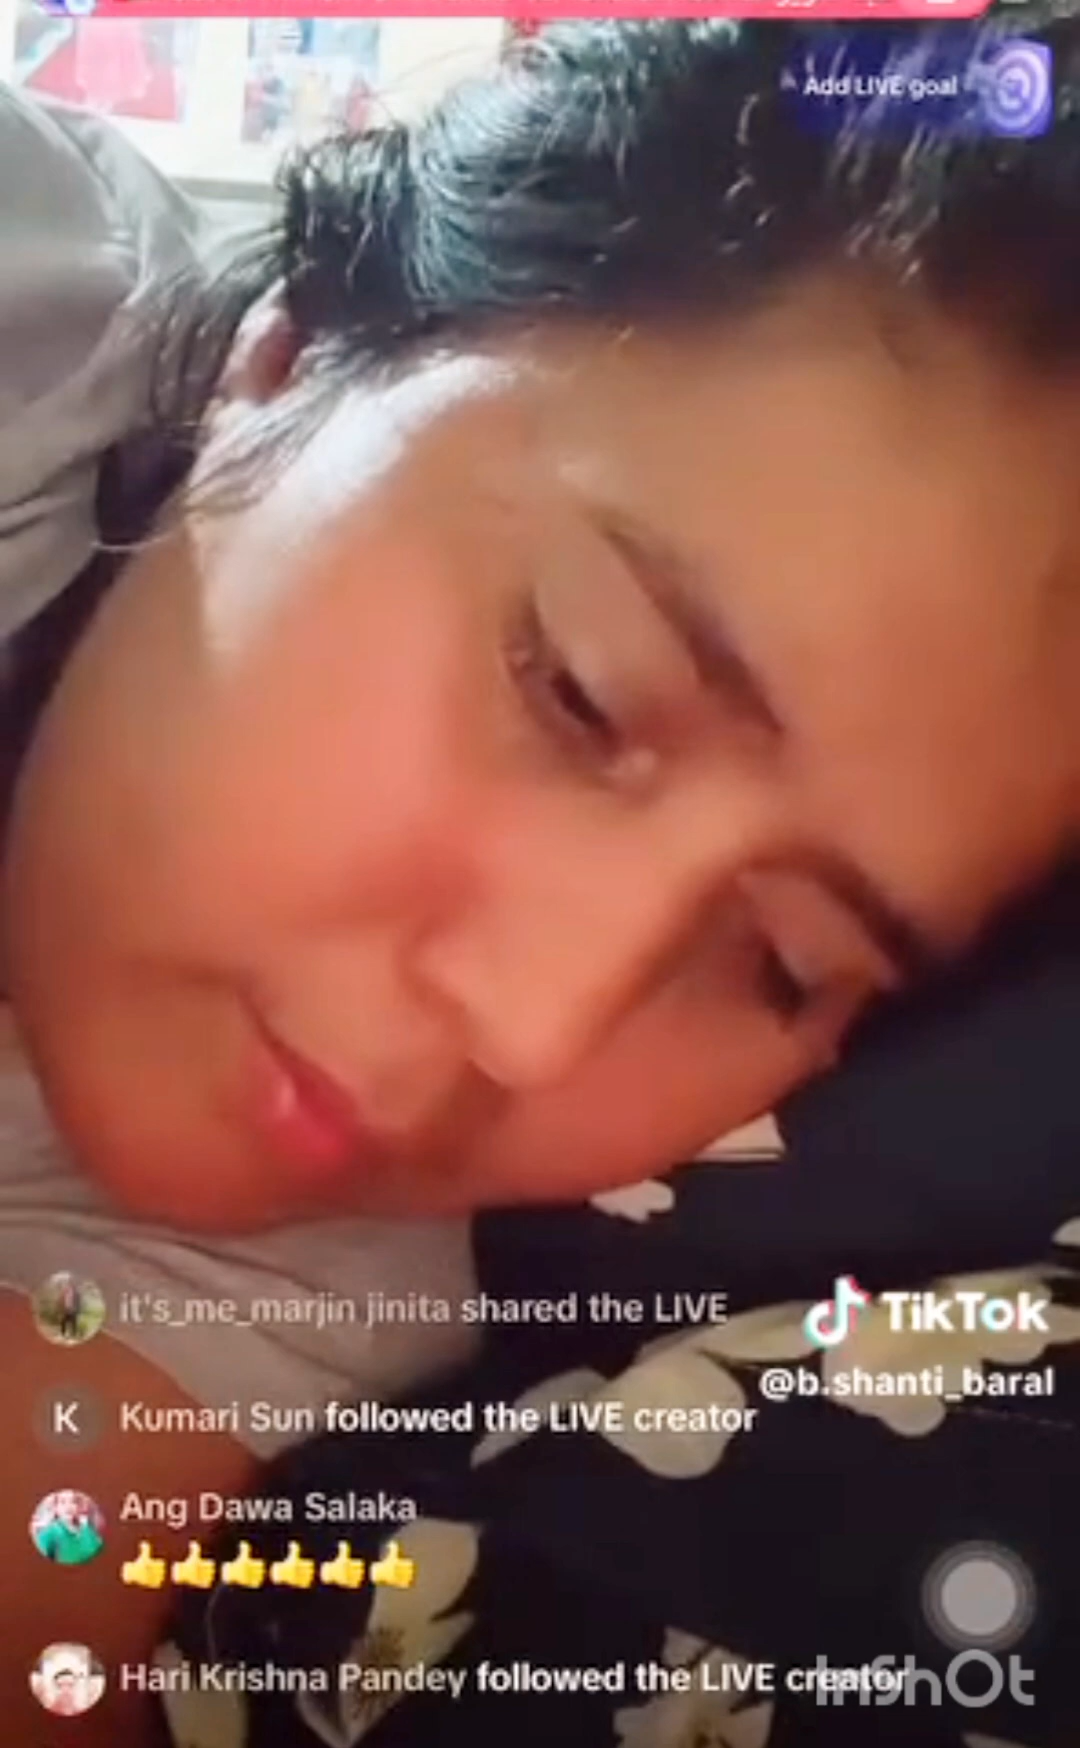 Add LIVE goal
it's_me_marjin jinita shared the LIVE
TikTok
@b.shanti_baral
K
Kumari Sun followed the LIVE creator
Ang Dawa Salaka
👍👍👍👍👍👍
Hari Krishna Pandey followed the LIVE creator
InShOt